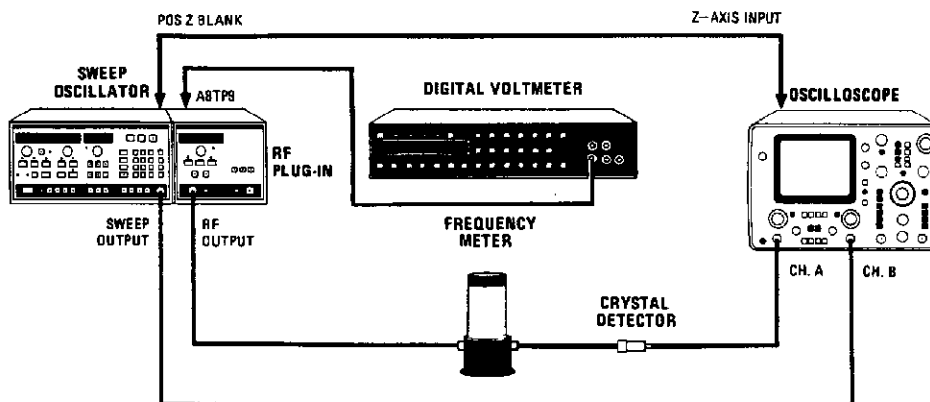 POS Z BLANK
Z-AXIS INPUT
SWEEP
OSCILLATOR
A8TP9
DIGITAL VOLTMETER
OSCILLOSCOPE
RF
PLUG-IN
SWEEP
OUTPUT
RF
OUTPUT
FREQUENCY
METER
CH. A
CH. B
CRYSTAL
DETECTOR